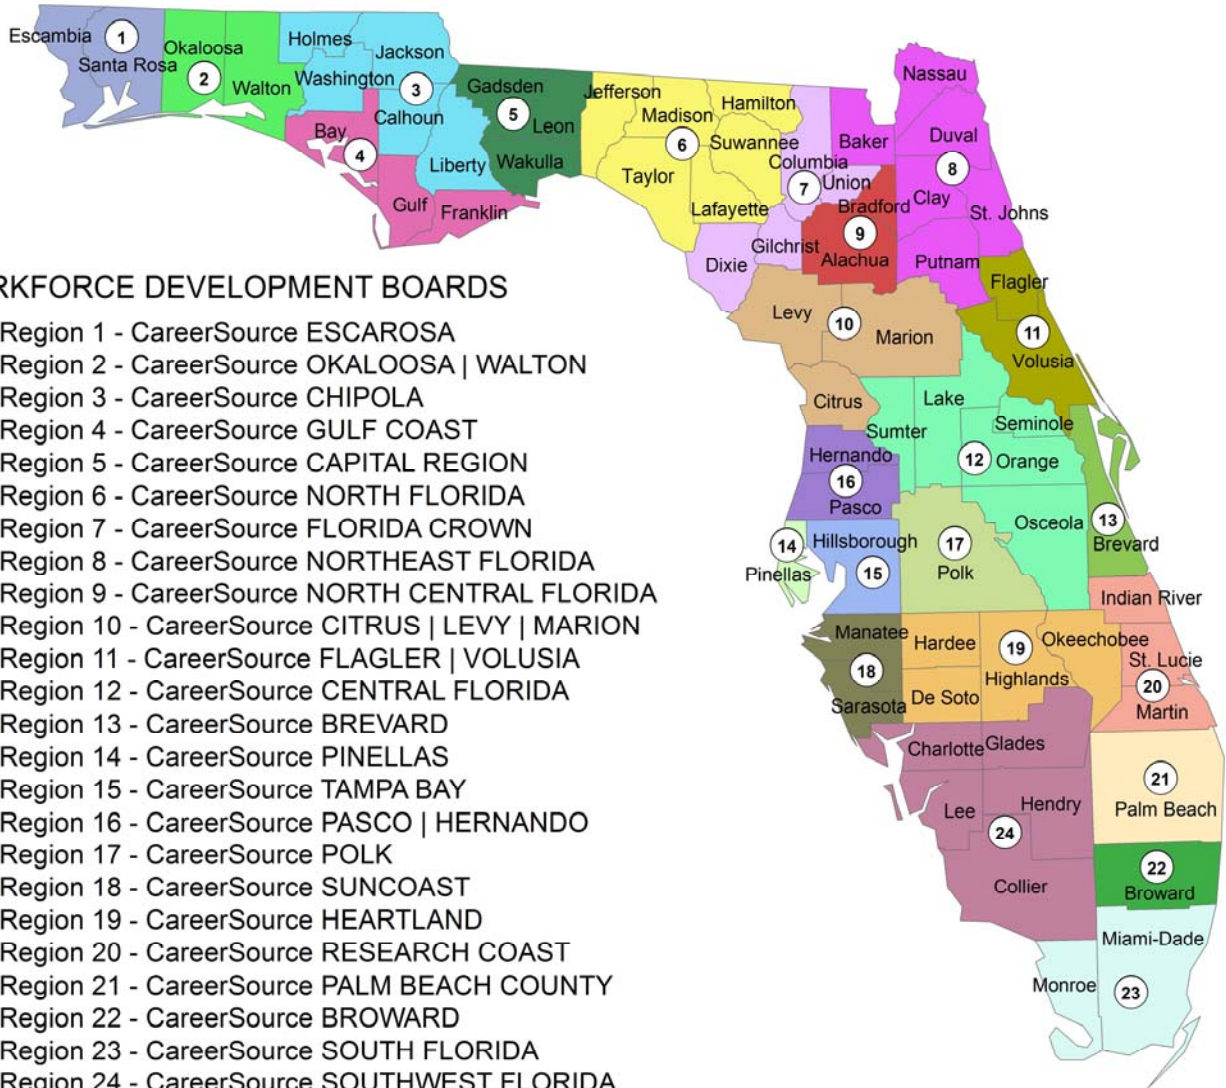 Escambia
1
Santa Rosa
Okaloosa
2
Walton
Holmes
Jackson
Washington
3
Calhoun
Liberty
Bay
4
Gulf
Franklin
Gadsden
5
Leon
Wakulla
Jefferson
Madison
Hamilton
6
Suwannee
Taylor
Lafayette
Columbia
7
Union
Dixie
Gilchrist
Baker
Nassau
Duval
8
Clay
St. Johns
Putnam
Bradford
9
Alachua
Levy
10
Marion
Citrus
Flagler
11
Volusia
Lake
Sumter
Seminole
12
Orange
Osceola
13
Brevard
Hernando
16
Pasco
14
Pinellas
Hillsborough
15
17
Polk
Indian River
Manatee
18
Sarasota
Hardee
19
Okeechobee
Highlands
De Soto
St. Lucie
20
Martin
Charlotte
Glades
Lee
Hendry
24
Collier
21
Palm Beach
22
Broward
Miami-Dade
Monroe
23
RKFORCE DEVELOPMENT BOARDS
Region 1 - CareerSource ESCAROSA
Region 2 - CareerSource OKALOOSA | WALTON
Region 3 - CareerSource CHIPOLA
Region 4 - CareerSource GULF COAST
Region 5 - CareerSource CAPITAL REGION
Region 6 - CareerSource NORTH FLORIDA
Region 7 - CareerSource FLORIDA CROWN
Region 8 - CareerSource NORTHEAST FLORIDA
Region 9 - CareerSource NORTH CENTRAL FLORIDA
Region 10 - CareerSource CITRUS | LEVY | MARION
Region 11 - CareerSource FLAGLER | VOLUSIA
Region 12 - CareerSource CENTRAL FLORIDA
Region 13 - CareerSource BREVARD
Region 14 - CareerSource PINELLAS
Region 15 - CareerSource TAMPA BAY
Region 16 - CareerSource PASCO | HERNANDO
Region 17 - CareerSource POLK
Region 18 - CareerSource SUNCOAST
Region 19 - CareerSource HEARTLAND
Region 20 - CareerSource RESEARCH COAST
Region 21 - CareerSource PALM BEACH COUNTY
Region 22 - CareerSource BROWARD
Region 23 - CareerSource SOUTH FLORIDA
Region 24 - CareerSource SOUTHWEST FLORIDA